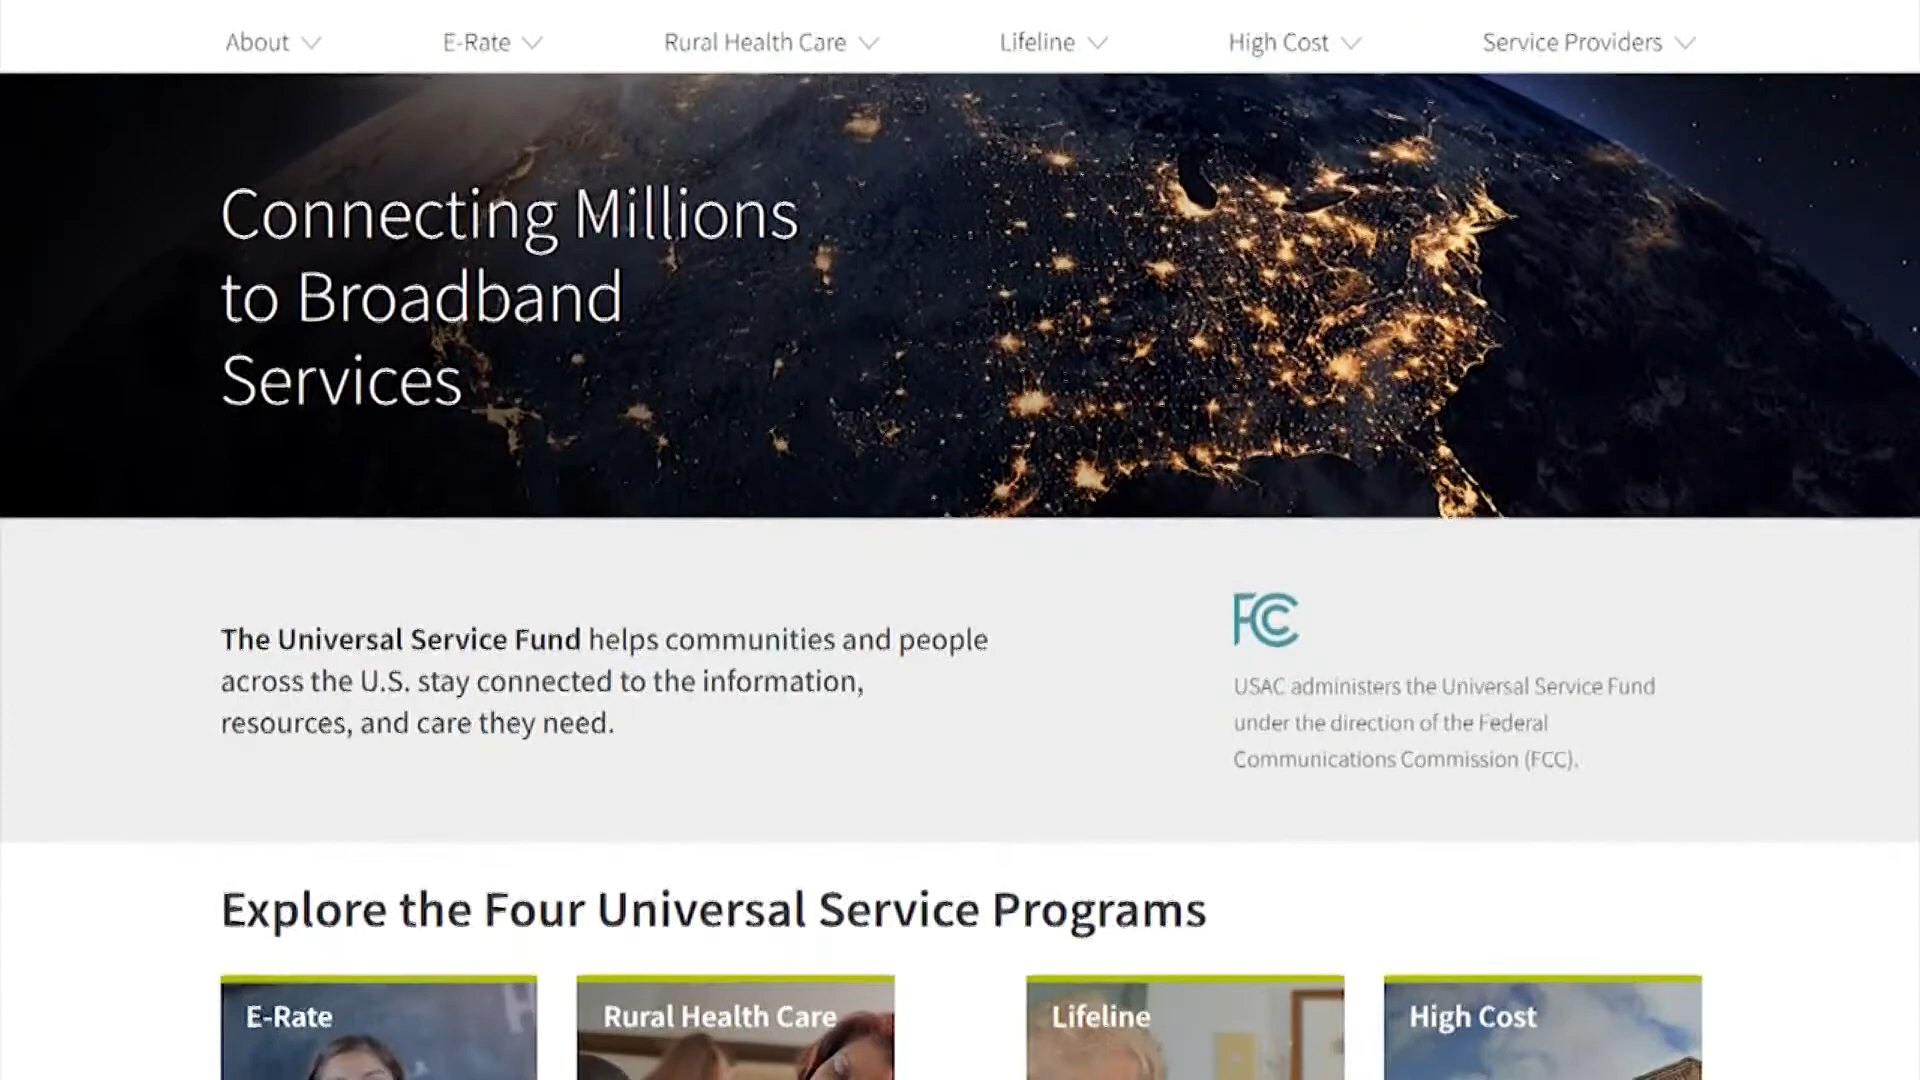 About
E-Rate
Rural Health Care
Lifeline
High Cost
Service Providers
Connecting Millions
to Broadband
Services
The Universal Service Fund helps communities and people
across the U.S. stay connected to the information,
resources, and care they need.
FCC
USAC administers the Universal Service Fund
under the direction of the Federal
Communications Commission (FCC).
Explore the Four Universal Service Programs
E-Rate
Rural Health Care
Lifeline
High Cost